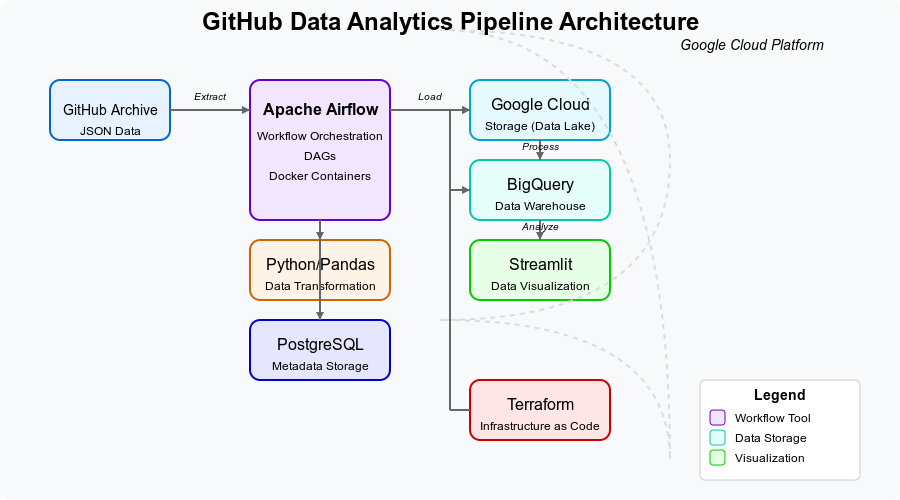 GitHub Data Analytics Pipeline Architecture
Google Cloud Platform
GitHub Archive
JSON Data
Extract
Apache Airflow
Workflow Orchestration
DAGs
Docker Containers
Load
Google Cloud
Storage (Data Lake)
Process
BigQuery
Data Warehouse
Analyze
Python/Pandas
Data Transformation
Streamlit
Data Visualization
PostgreSQL
Metadata Storage
Terraform
Infrastructure as Code
Legend
Workflow Tool
Data Storage
Visualization